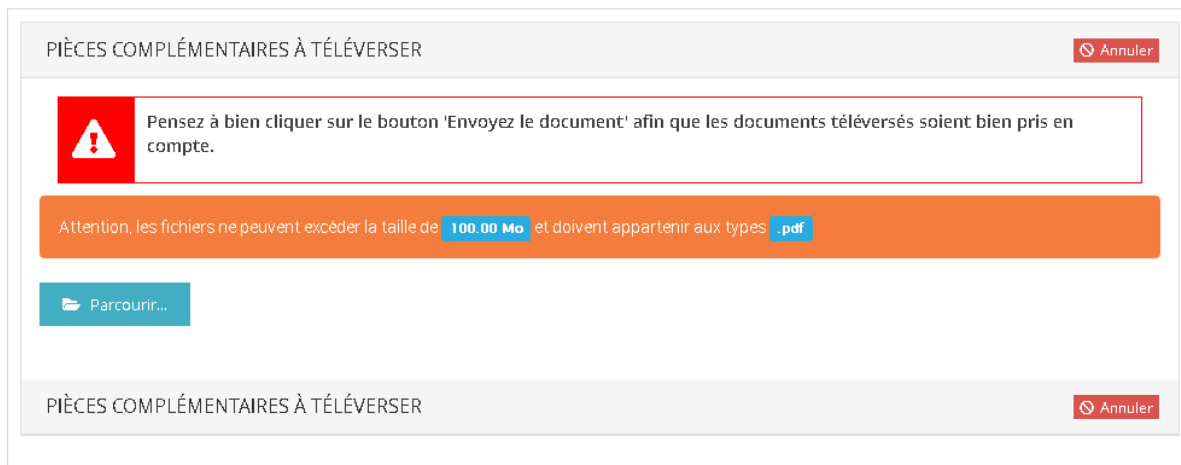 PIÈCES COMPLÉMENTAIRES À TÉLÉVERSER
Annuler
Pensez à bien cliquer sur le bouton 'Envoyez le document' afin que les documents téléversés soient bien pris en
compte.
Attention, les fichiers ne peuvent excéder la taille de 100.00 Mo et doivent appartenir aux types .pdf
Parcourir...
PIÈCES COMPLÉMENTAIRES À TÉLÉVERSER
Annuler